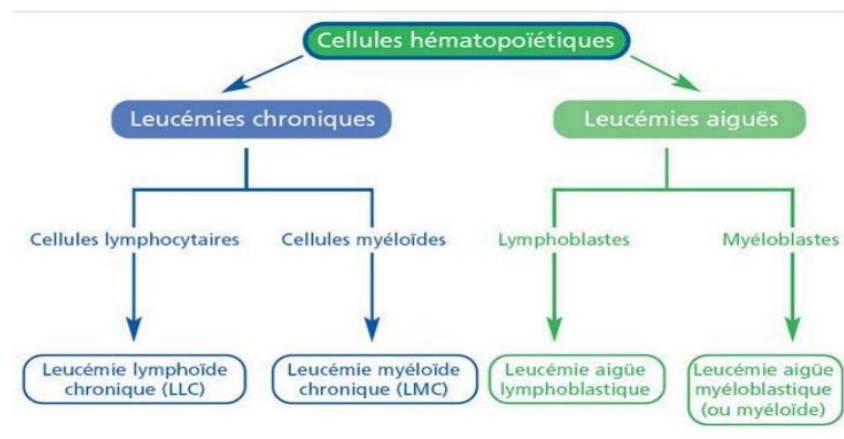 Cellules hématopoïétiques
Leucémies chroniques
Leucémies aiguës
Cellules lymphocytaires
Cellules myéloïdes
Lymphoblastes
Myéloblastes
Leucémie lymphoïde
chronique (LLC)
Leucémie myéloïde
chronique (LMC)
Leucémie aigüe
lymphoblastique
Leucémie aigüe
myéloblastique
(ou myéloïde)